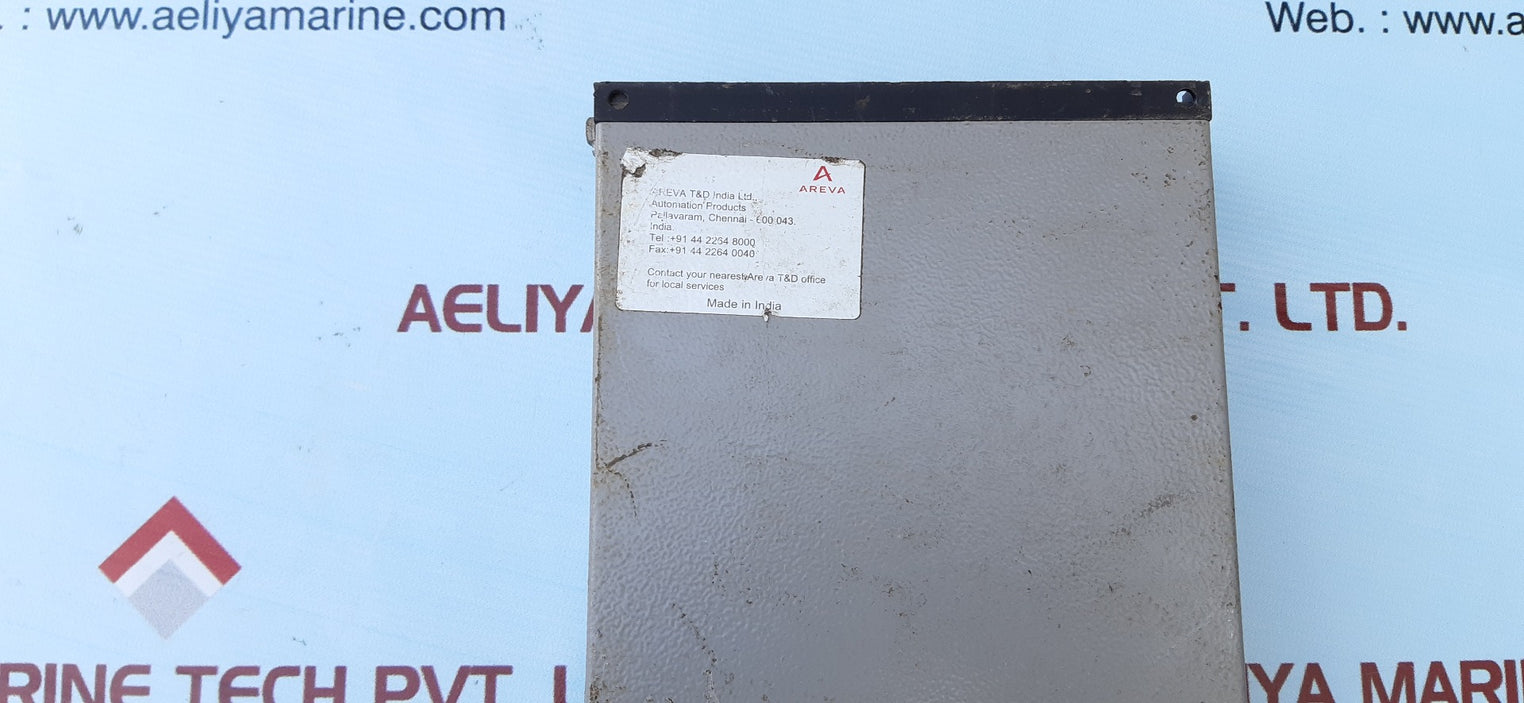 . : www.aeliyamarine.com
Web. : www.a
AREVA
AREVA T&D India Ltd.,
Automation Products
Pallavaram, Chennai - 600 043.
India.
Tel :+91 44 2264 8000
Fax:+91 44 2264 0040
Contact your nearest Areva T&D office
for local services
Made in India
AELIYA
T. LTD.
RINE TECH PVT. L
IYA MARI